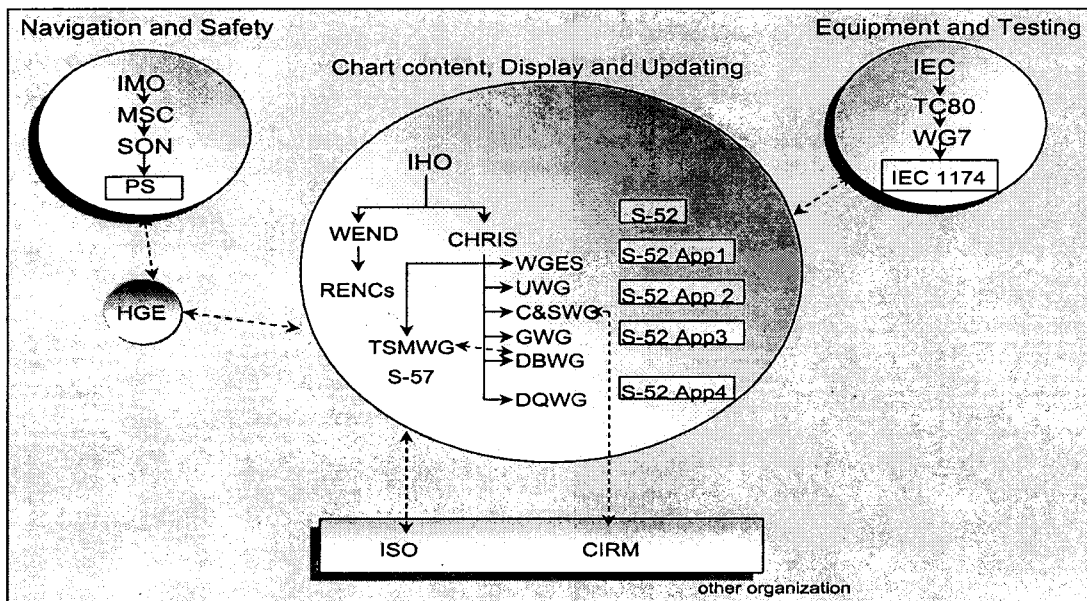 Navigation and Safety
IMO
MSC
SON
PS
HGE
Chart content, Display and Updating
IHO
WEND
CHRIS
RENCs
TSMWG
S-57
WGES
UWG
C&SWG
GWG
DBWG
DQWG
S-52
S-52 App1
S-52 App 2
S-52 App3
S-52 App4
Equipment and Testing
IEC
TC80
WG7
IEC 1174
ISO
CIRM
other organization